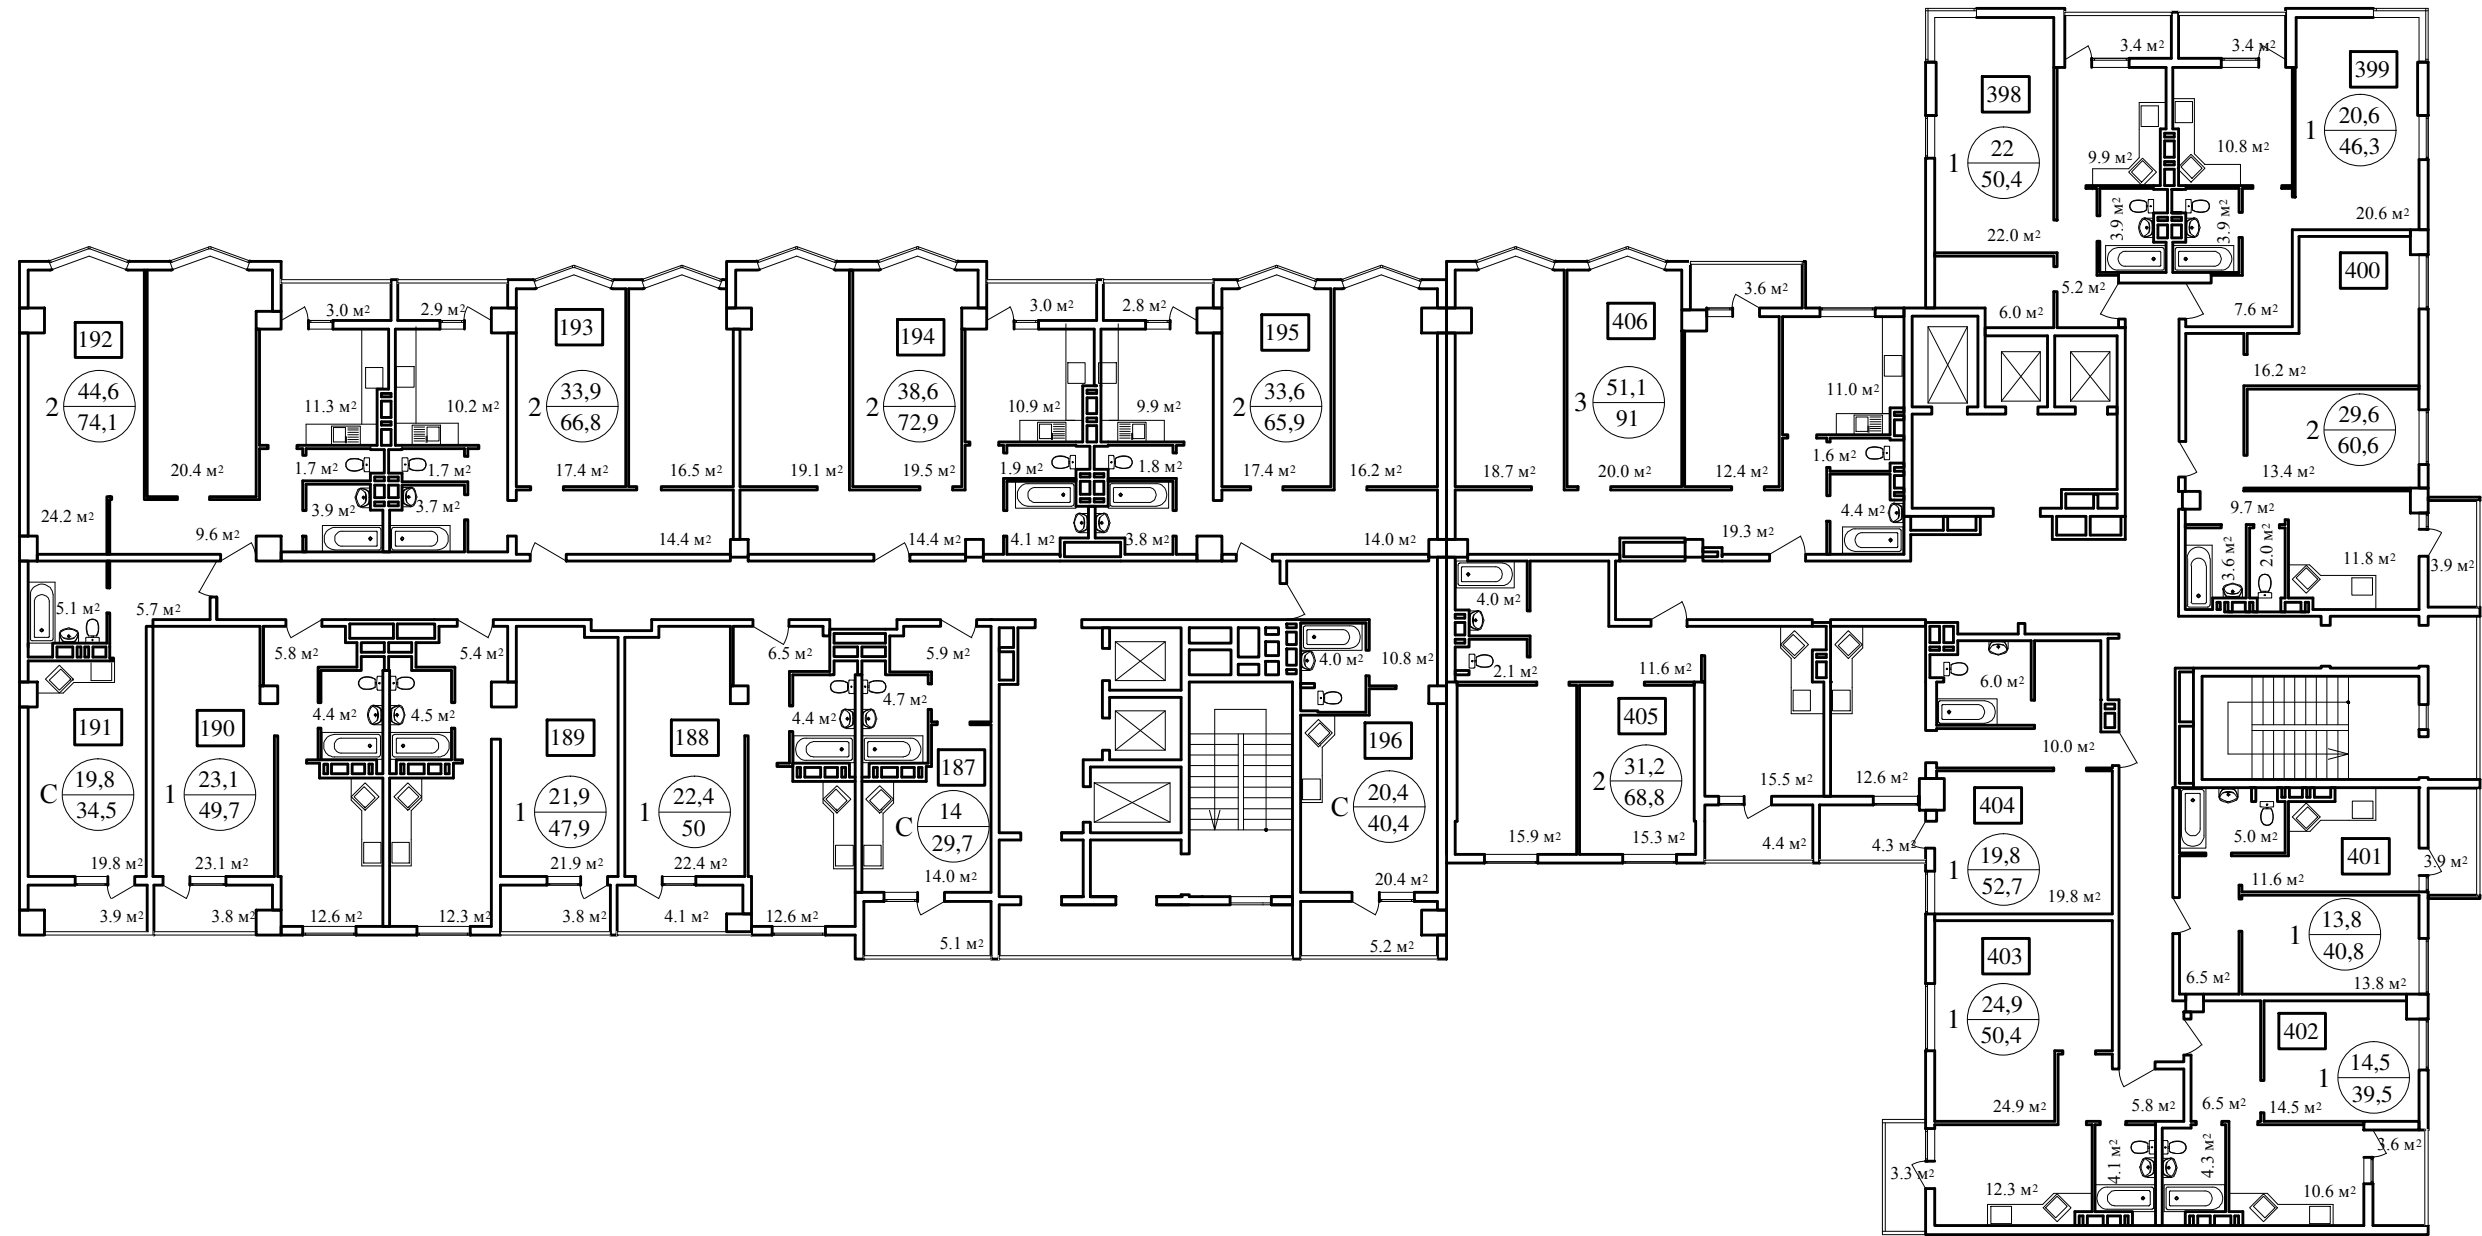 3.4 м²
3.4 м²
399
398
20,6
1
46,3
22
1
50,4
10.8 м²
9.9 м²
3.9 м²
3.9 м²
20.6 м²
22.0 м²
400
5.2 м²
7.6 м²
6.0 м²
16.2 м²
29,6
2
60,6
13.4 м²
9.7 м²
3.6 м²
2.0 м²
11.8 м²
3.9 м²
192
44,6
2
74,1
20.4 м²
24.2 м²
9.6 м²
3.0 м²
11.3 м²
1.7 м²
3.9 м²
2.9 м²
10.2 м²
1.7 м²
3.7 м²
193
33,9
2
66,8
17.4 м²
16.5 м²
14.4 м²
194
38,6
2
72,9
19.1 м²
19.5 м²
14.4 м²
3.0 м²
10.9 м²
1.9 м²
4.1 м²
2.8 м²
9.9 м²
1.8 м²
3.8 м²
195
33,6
2
65,9
17.4 м²
16.2 м²
14.0 м²
406
51,1
3
91
18.7 м²
20.0 м²
3.6 м²
12.4 м²
11.0 м²
1.6 м²
4.4 м²
19.3 м²
5.1 м²
5.7 м²
191
19,8
С
34,5
19.8 м²
3.9 м²
190
23,1
1
49,7
5.8 м²
4.4 м²
23.1 м²
3.8 м²
12.6 м²
5.4 м²
4.5 м²
189
21,9
1
47,9
21.9 м²
12.3 м²
3.8 м²
188
22,4
1
50
6.5 м²
4.4 м²
22.4 м²
4.1 м²
12.6 м²
5.9 м²
4.7 м²
187
14
С
29,7
14.0 м²
5.1 м²
4.0 м²
10.8 м²
196
20,4
С
40,4
20.4 м²
5.2 м²
4.0 м²
2.1 м²
11.6 м²
405
31,2
2
68,8
15.9 м²
15.3 м²
15.5 м²
4.4 м²
6.0 м²
10.0 м²
12.6 м²
4.3 м²
404
19,8
1
52,7
19.8 м²
5.0 м²
401
3.9 м²
11.6 м²
13,8
1
40,8
6.5 м²
13.8 м²
403
24,9
1
50,4
24.9 м²
5.8 м²
4.1 м²
3.3 м²
12.3 м²
402
14,5
1
39,5
6.5 м²
14.5 м²
4.3 м²
3.6 м²
10.6 м²